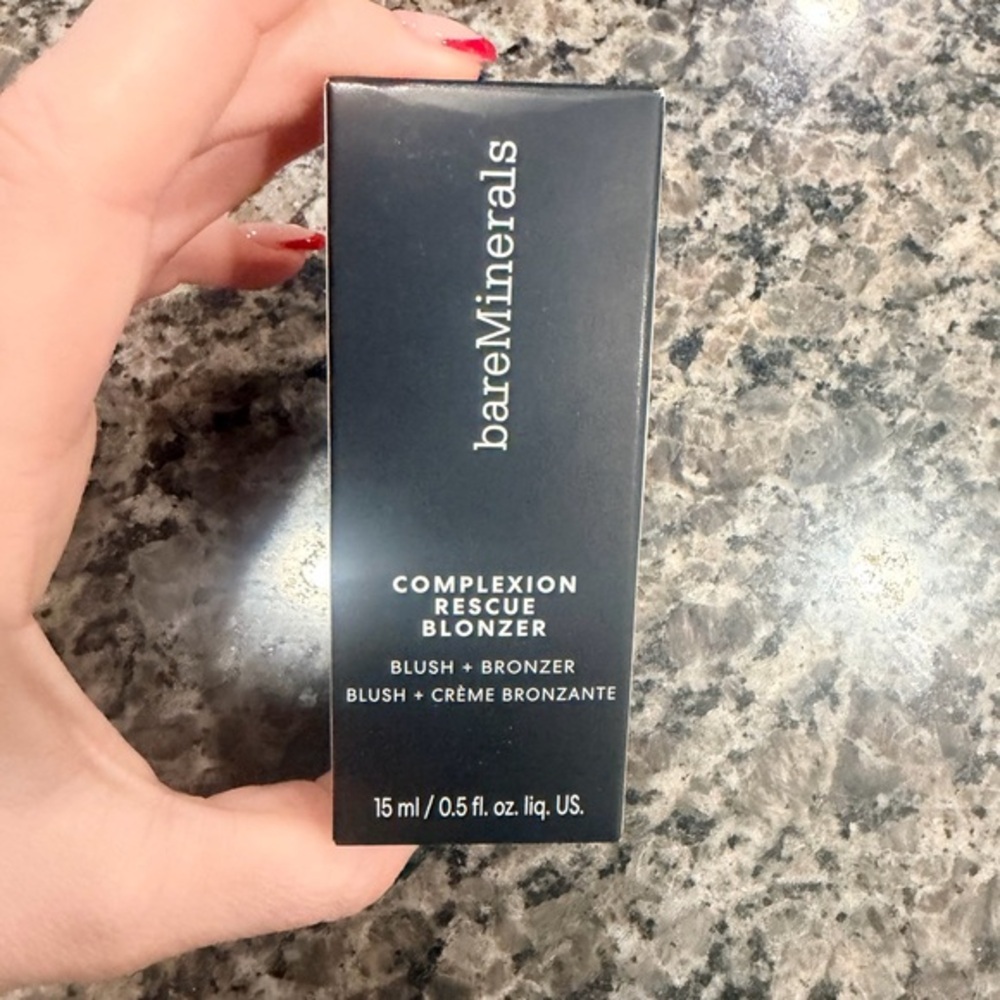 bareMinerals
COMPLEXION
RESCUE
BLONZER
BLUSH + BRONZER
BLUSH + CRÈME BRONZANTE
15 ml / 0.5 fl. oz. liq. US.